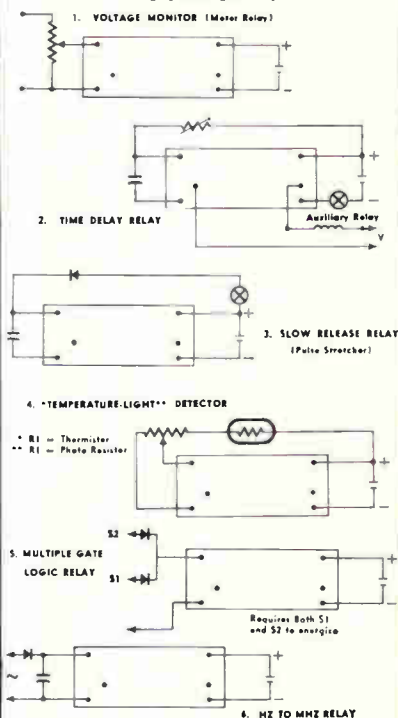 1. VOLTAGE MONITOR (Meter Relay)
+
−
+
−
Auxiliary Relay
V
2. TIME DELAY RELAY
+
−
3. SLOW RELEASE RELAY
(Pulse Stretcher)
4. *TEMPERATURE-LIGHT** DETECTOR
* R1 — Thermister
** R1 — Photo Resistor
+
−
S2
5. MULTIPLE GATE
LOGIC RELAY
S1
+
−
Requires Both S1
and S2 to energise
~
+
−
6. HZ TO MHZ RELAY